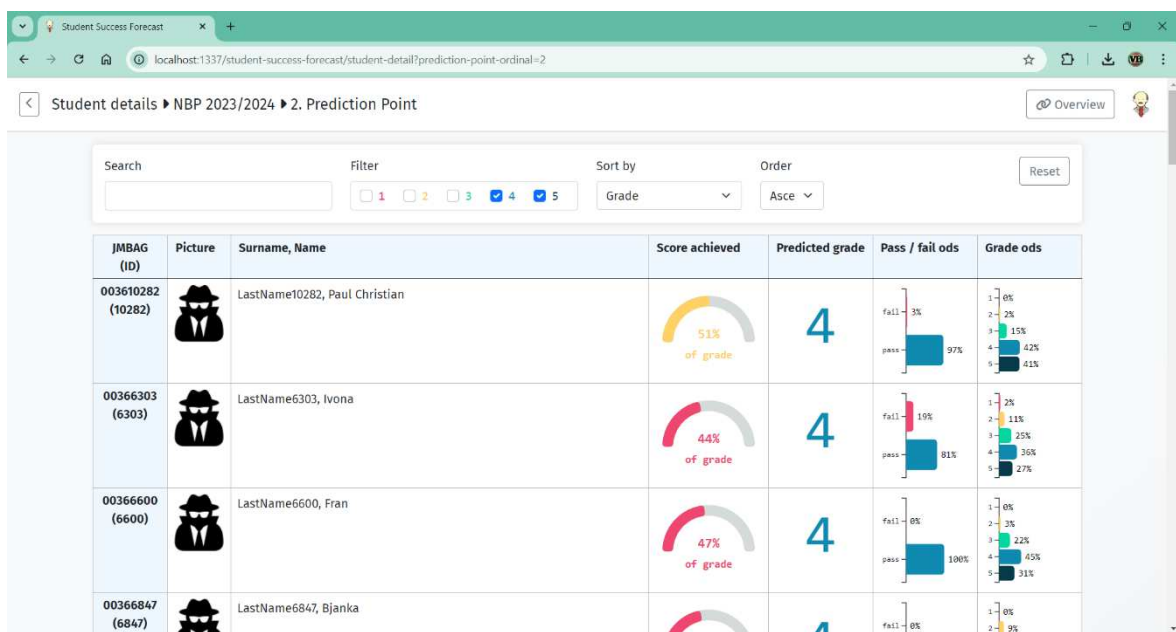 Student Success Forecast
localhost:1337/student-success-forecast/student-detail?prediction-point-ordinal=2
VB
Student details NBP 2023/2024 2. Prediction Point
Overview
Search Filter Sort by Order
Reset
1 2 3 4 5 Grade Asce
JMBAG (ID) Picture Surname, Name Score achieved Predicted grade Pass / fail ods Grade ods
003610282 (10282) LastName10282, Paul Christian
51% of grade
4
fail 3%
pass 97%
1 0%
2 2%
3 15%
4 42%
5 41%
00366303 (6303) LastName6303, Ivona
44% of grade
4
fail 19%
pass 81%
1 2%
2 11%
3 25%
4 36%
5 27%
00366600 (6600) LastName6600, Fran
47% of grade
4
fail 0%
pass 100%
1 0%
2 3%
3 22%
4 45%
5 31%
00366847 (6847) LastName6847, Bjanka
4
fail 0%
1 0%
2 9%